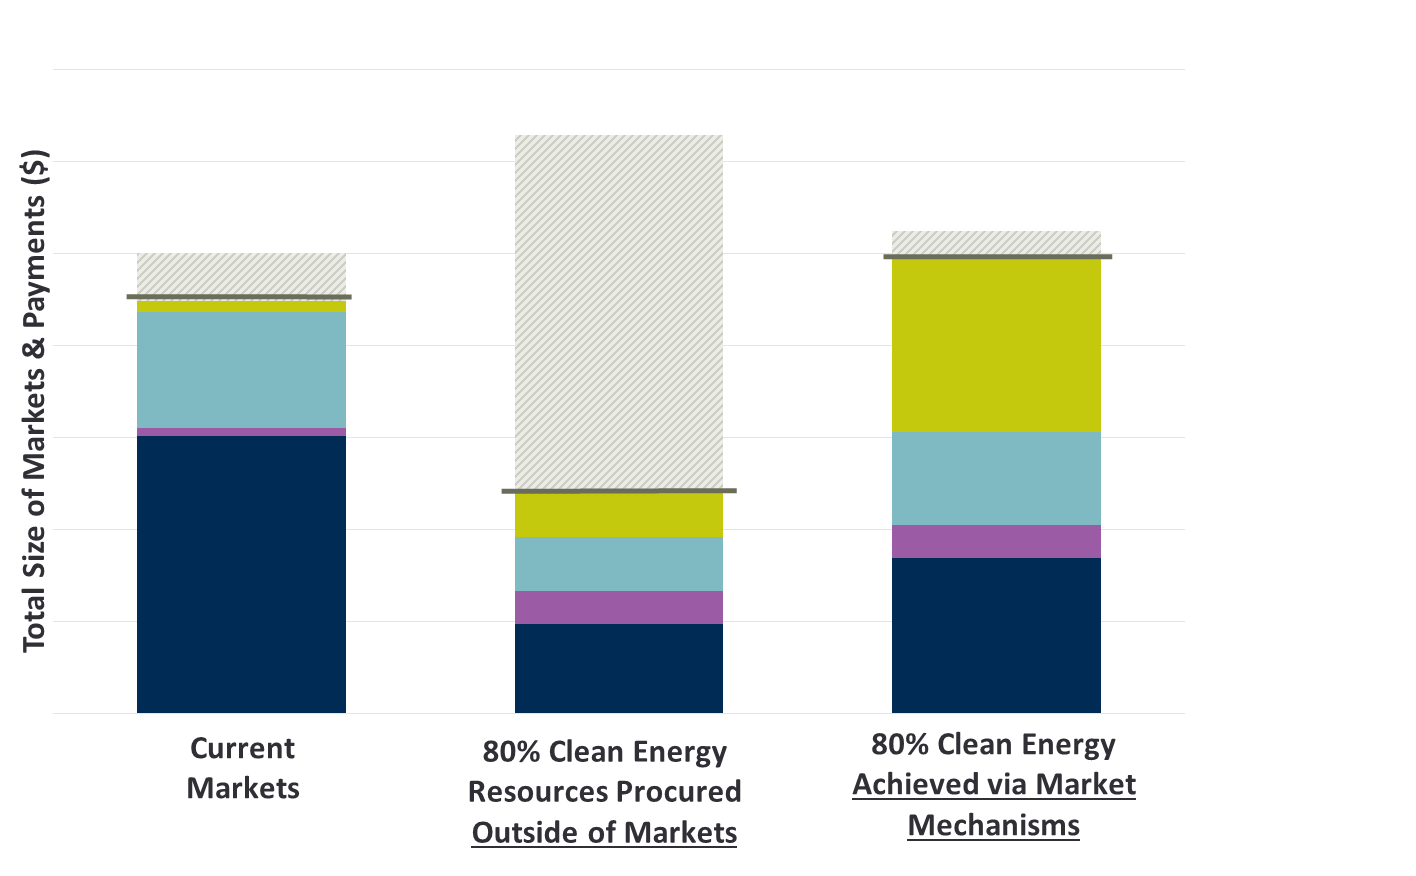 Total Size of Markets & Payments ($)
Current
Markets
80% Clean Energy
Resources Procured
Outside of Markets
80% Clean Energy
Achieved via Market
Mechanisms